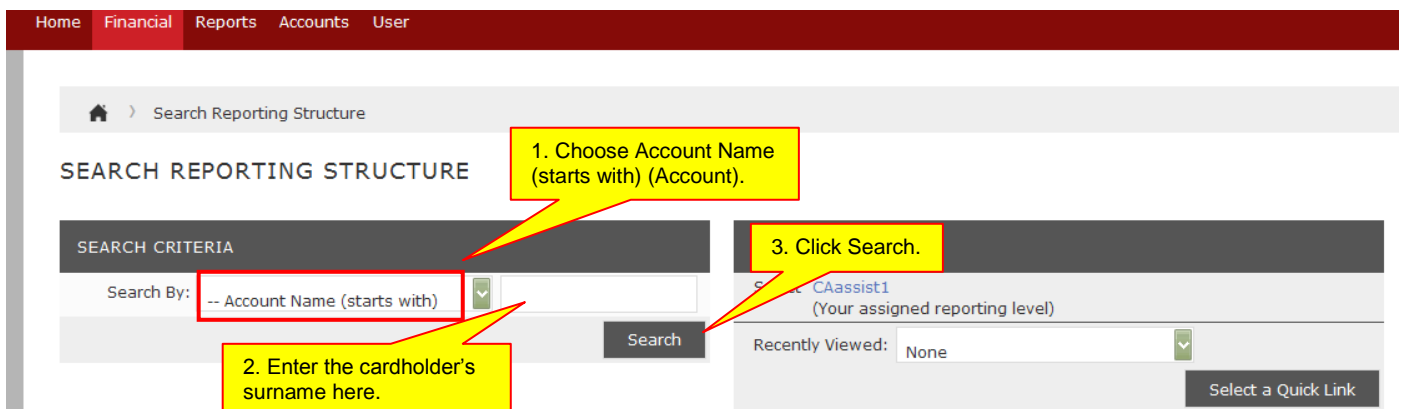 Home Financial Reports Accounts User
Search Reporting Structure
SEARCH REPORTING STRUCTURE
1. Choose Account Name
(starts with) (Account).
SEARCH CRITERIA
Search By: -- Account Name (starts with)
Search
2. Enter the cardholder's
surname here.
3. Click Search.
CAassist1
(Your assigned reporting level)
Recently Viewed: None
Select a Quick Link